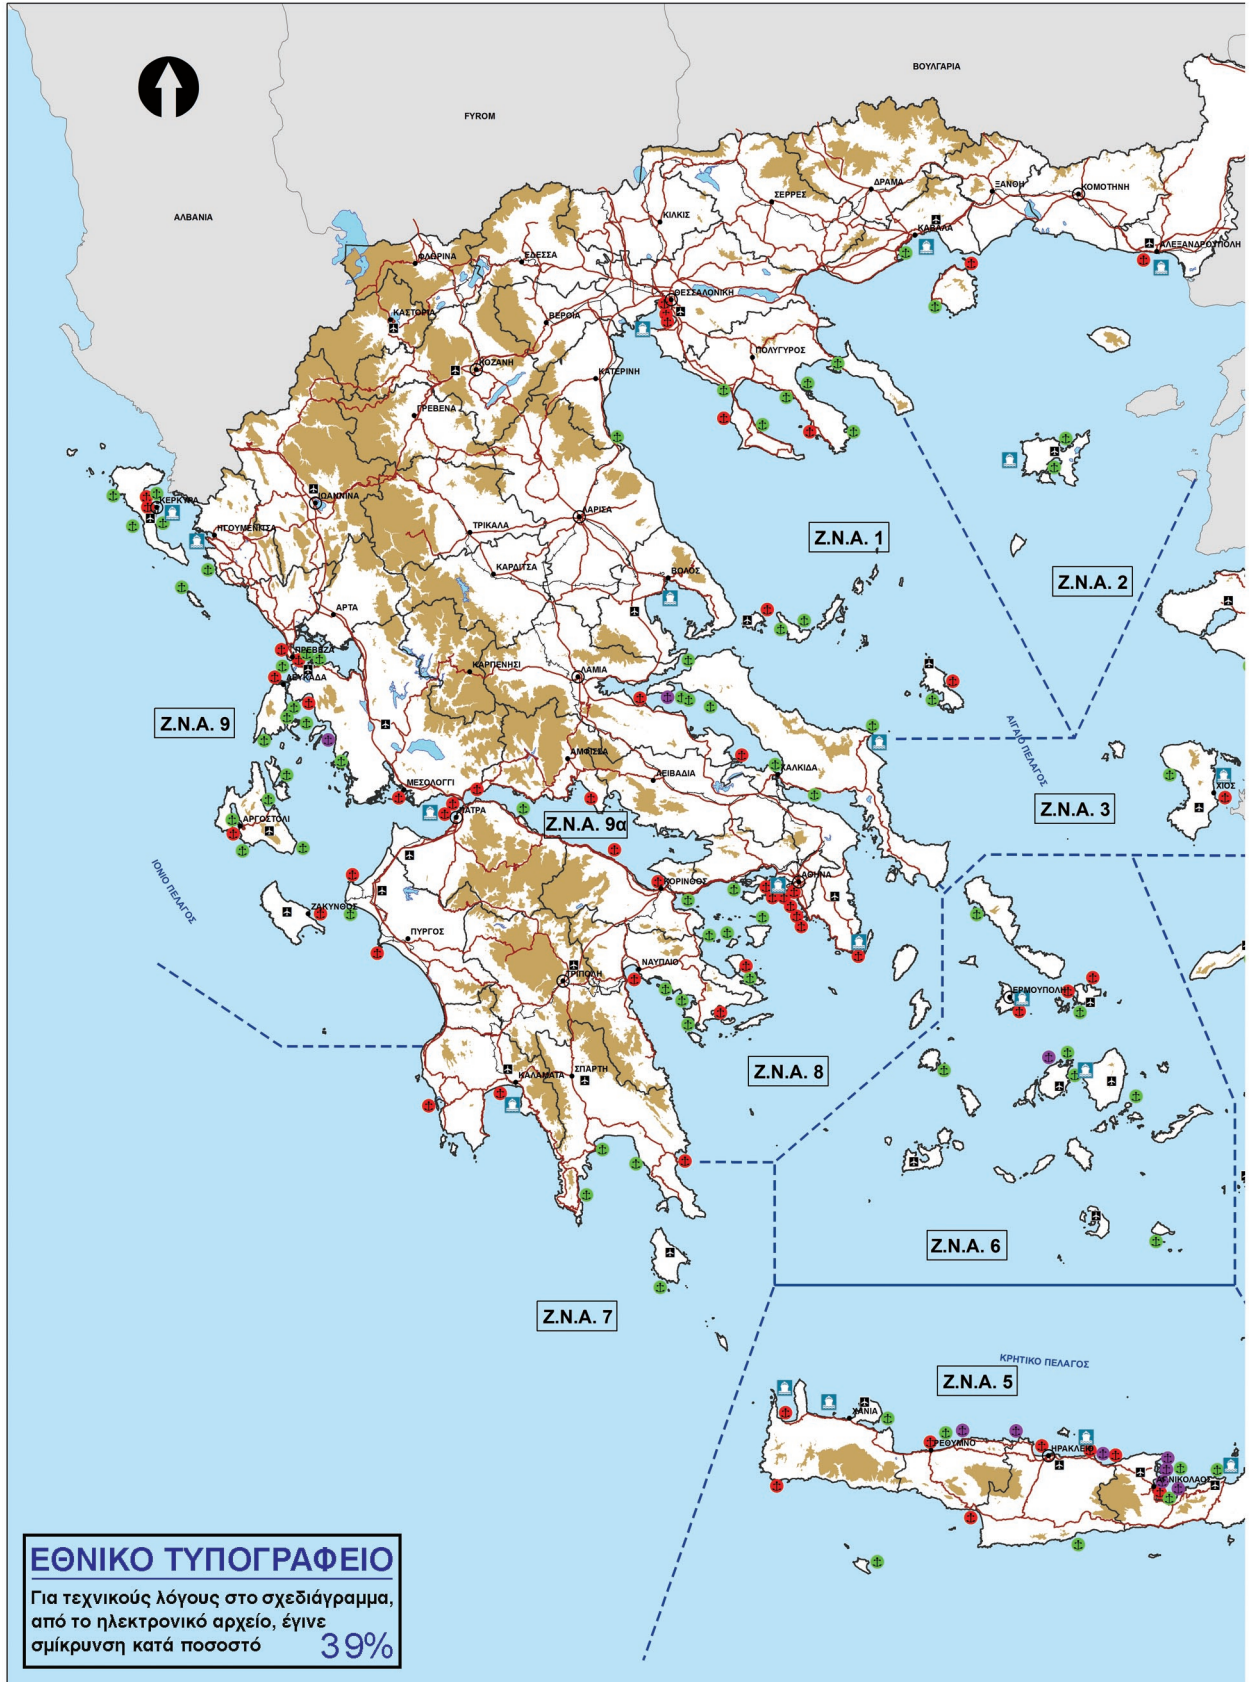 ΒΟΥΛΓΑΡΙΑ
FYROM
ΑΛΒΑΝΙΑ
ΔΡΑΜΑ
ΞΑΝΘΗ
ΚΟΜΟΤΗΝΗ
ΣΕΡΡΕΣ
ΚΙΛΚΙΣ
ΚΑΒΑΛΑ
ΑΛΕΞΑΝΔΡΟΥΠΟΛΗ
ΦΛΩΡΙΝΑ
ΕΔΕΣΣΑ
ΘΕΣΣΑΛΟΝΙΚΗ
ΚΑΣΤΟΡΙΑ
ΒΕΡΟΙΑ
ΠΟΛΥΓΥΡΟΣ
ΚΟΖΑΝΗ
ΚΑΤΕΡΙΝΗ
ΓΡΕΒΕΝΑ
ΚΕΡΚΥΡΑ
ΙΩΑΝΝΙΝΑ
ΛΑΡΙΣΑ
ΗΓΟΥΜΕΝΙΤΣΑ
ΤΡΙΚΑΛΑ
Ζ.Ν.Α. 1
ΚΑΡΔΙΤΣΑ
ΒΟΛΟΣ
Ζ.Ν.Α. 2
ΑΡΤΑ
ΠΡΕΒΕΖΑ
ΚΑΡΠΕΝΗΣΙ
ΛΑΜΙΑ
ΛΕΥΚΑΔΑ
Ζ.Ν.Α. 9
ΑΙΓΑΙΟ ΠΕΛΑΓΟΣ
ΑΜΦΙΣΣΑ
ΛΕΙΒΑΔΙΑ
ΧΑΛΚΙΔΑ
ΜΕΣΟΛΟΓΓΙ
ΧΙΟΣ
Ζ.Ν.Α. 3
ΠΑΤΡΑ
Ζ.Ν.Α. 9α
ΑΡΓΟΣΤΟΛΙ
ΙΟΝΙΟ ΠΕΛΑΓΟΣ
ΑΘΗΝΑ
ΚΟΡΙΝΘΟΣ
ΖΑΚΥΝΘΟΣ
ΠΥΡΓΟΣ
ΝΑΥΠΛΙΟ
ΤΡΙΠΟΛΗ
ΕΡΜΟΥΠΟΛΗ
Ζ.Ν.Α. 8
ΚΑΛΑΜΑΤΑ
ΣΠΑΡΤΗ
Ζ.Ν.Α. 6
Ζ.Ν.Α. 7
ΚΡΗΤΙΚΟ ΠΕΛΑΓΟΣ
Ζ.Ν.Α. 5
ΧΑΝΙΑ
ΡΕΘΥΜΝΟ
ΗΡΑΚΛΕΙΟ
ΑΓ.ΝΙΚΟΛΑΟΣ
ΕΘΝΙΚΟ ΤΥΠΟΓΡΑΦΕΙΟ
Για τεχνικούς λόγους στο σχεδιάγραμμα,
από το ηλεκτρονικό αρχείο, έγινε
σμίκρυνση κατά ποσοστό 39%